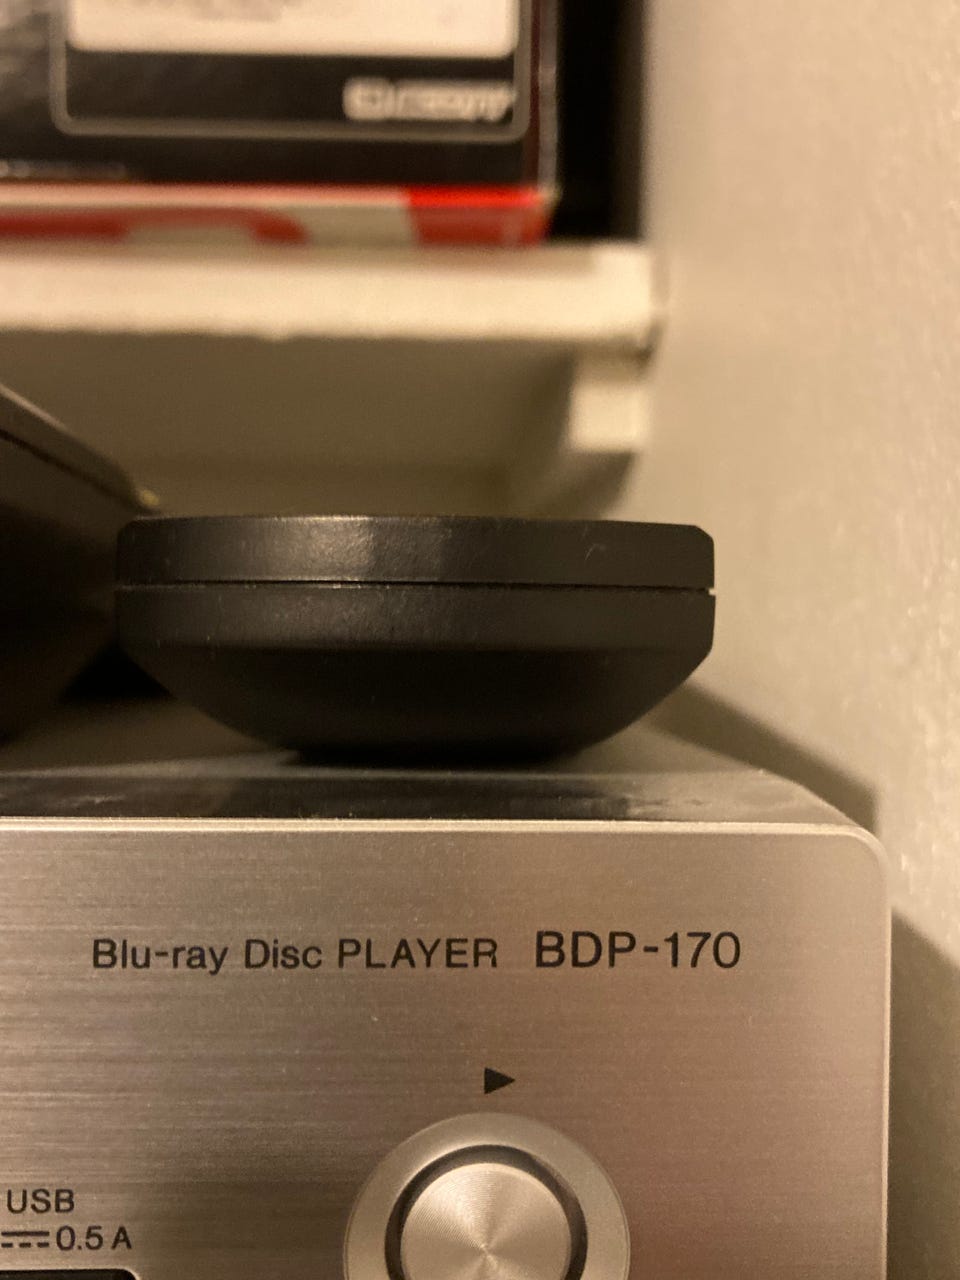 Blu-ray Disc PLAYER BDP-170
USB
0.5 A